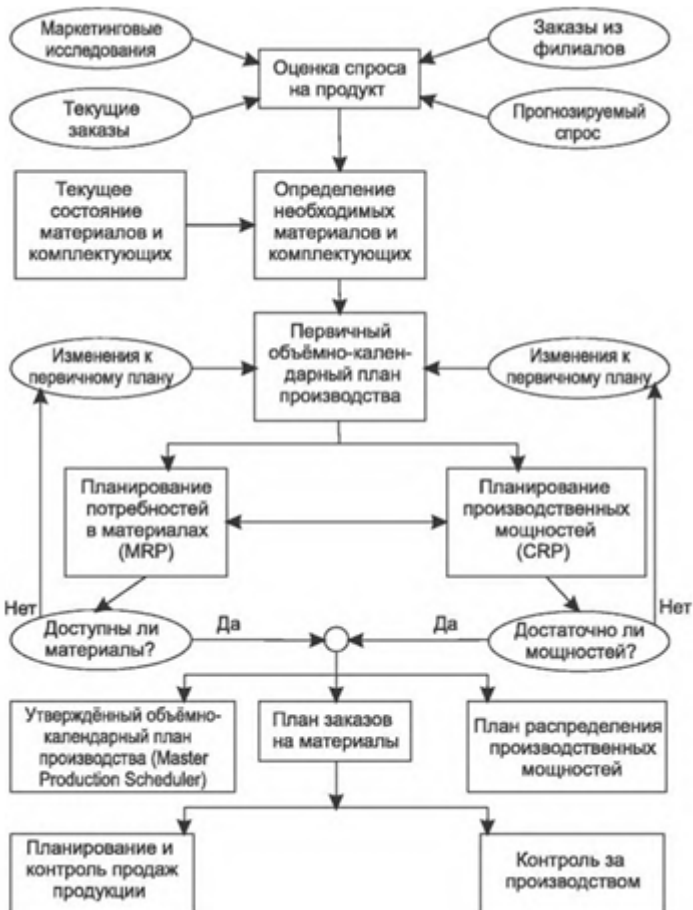 Маркетинговые
исследования
Заказы из
филиалов
Оценка спроса
на продукт
Текущие
заказы
Прогнозируемый
спрос
Текущее
состояние
материалов и
комплектующих
Определение
необходимых
материалов и
комплектующих
Первичный
объёмно-кален-
дарный план
производства
Изменения к
первичному плану
Изменения к
первичному плану
Планирование
потребностей
в материалах
(MRP)
Планирование
производственных
мощностей
(CRP)
Нет
Нет
Доступны ли
материалы?
Да
Да
Достаточно ли
мощностей?
Утверждённый объёмно-
календарный план
производства (Master
Production Scheduler)
План заказов
на материалы
План распределения
производственных
мощностей
Планирование и
контроль продаж
продукции
Контроль за
производством